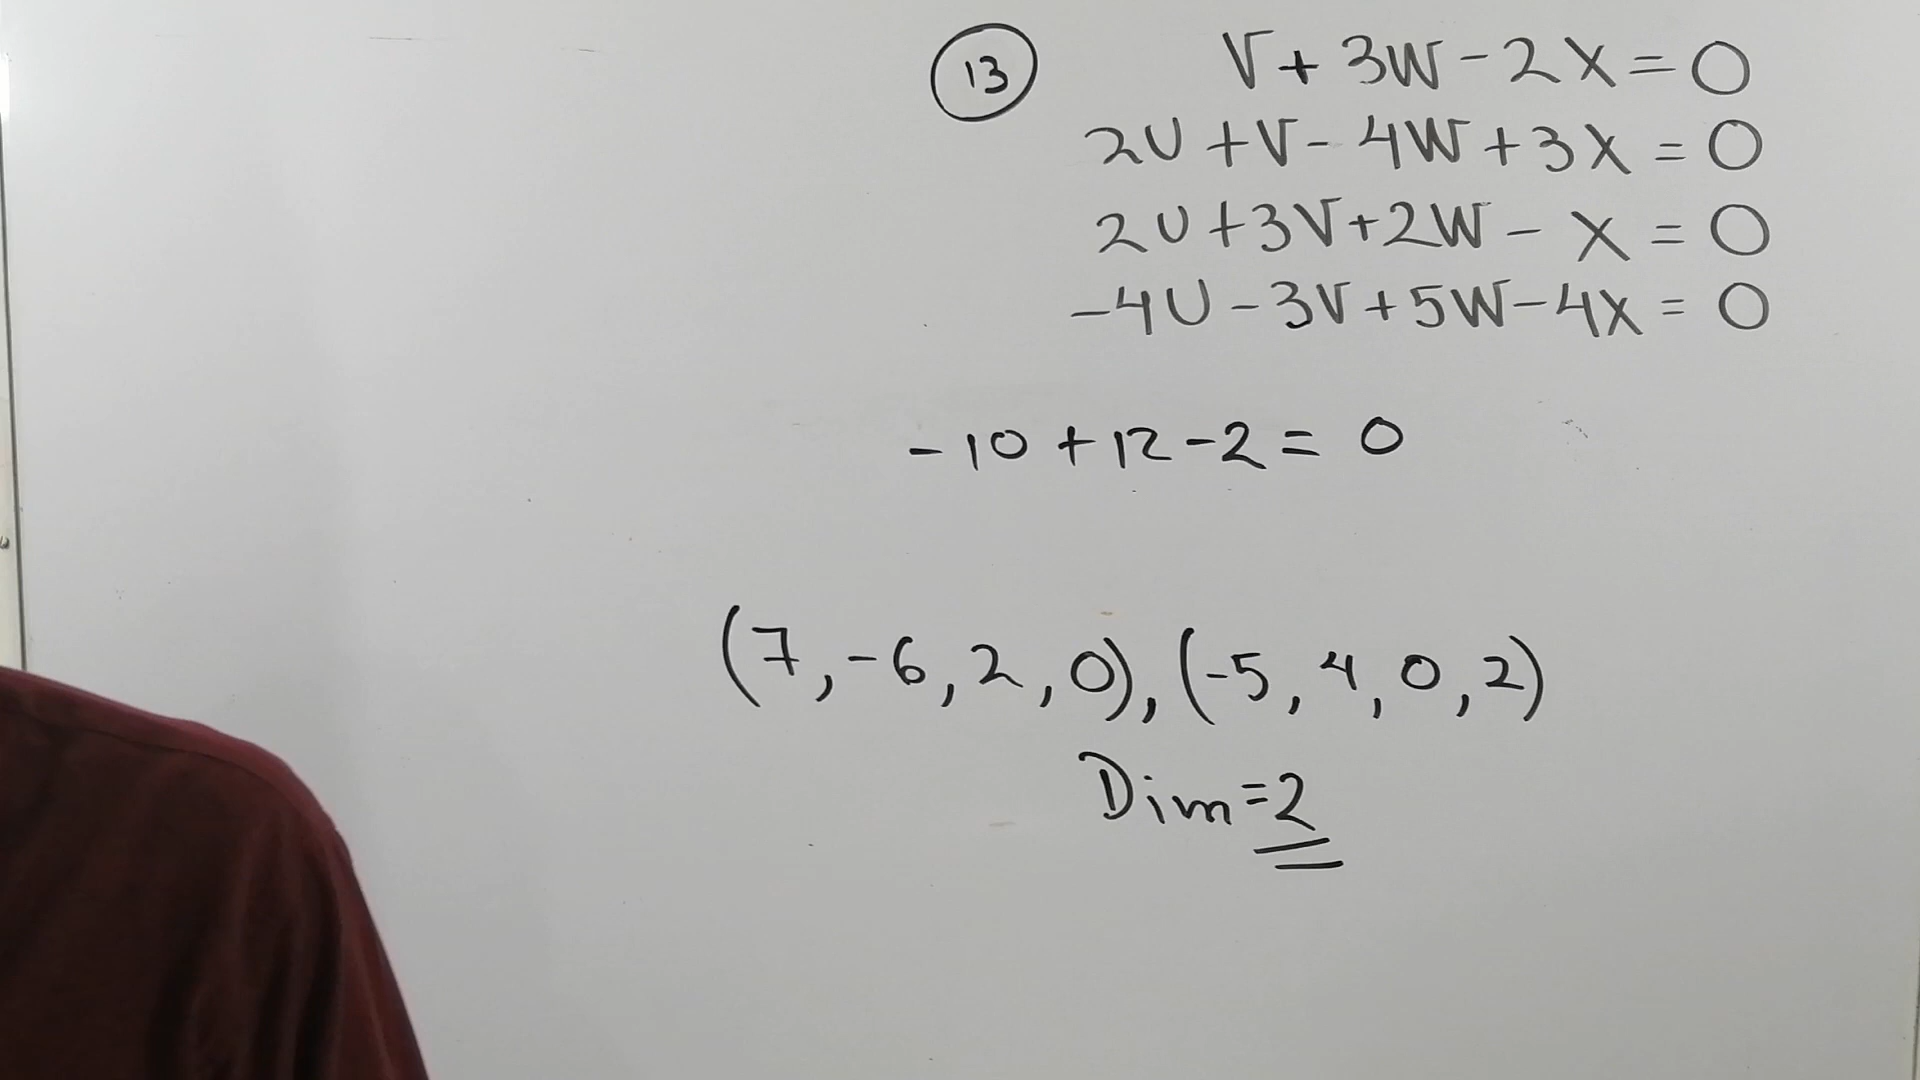 13 V + 3W - 2X = 0
2U + V - 4W + 3X = 0
2U + 3V + 2W - X = 0
-4U - 3V + 5W - 4X = 0
-10 + 12 - 2 = 0
(7, -6, 2, 0), (-5, 4, 0, 2)
Dim = 2